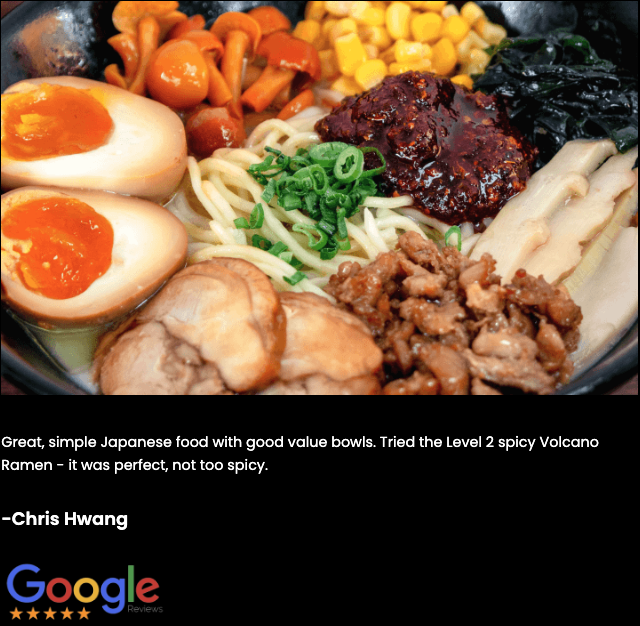 Great, simple Japanese food with good value bowls. Tried the Level 2 spicy Volcano
Ramen - it was perfect, not too spicy.
-Chris Hwang
Google
Reviews